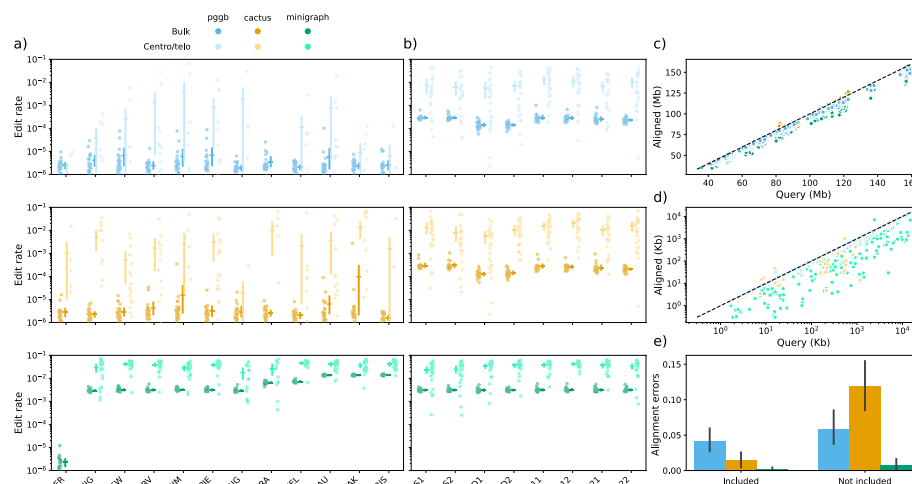 pggb cactus minigraph
Bulk
Centro/telo
a)
Edit rate
10⁻¹
10⁻²
10⁻³
10⁻⁴
10⁻⁵
10⁻⁶
b)
c)
Aligned (Mb)
150
125
100
75
50
40 60 80 100 120 140 160
Query (Mb)
Edit rate
10⁻¹
10⁻²
10⁻³
10⁻⁴
10⁻⁵
10⁻⁶
d)
Aligned (Kb)
10⁴
10³
10²
10¹
10⁰
10⁰ 10¹ 10² 10³ 10⁴
Query (Kb)
Edit rate
10⁻¹
10⁻²
10⁻³
10⁻⁴
10⁻⁵
10⁻⁶
e)
Alignment errors
0.15
0.10
0.05
0.00
Included Not included